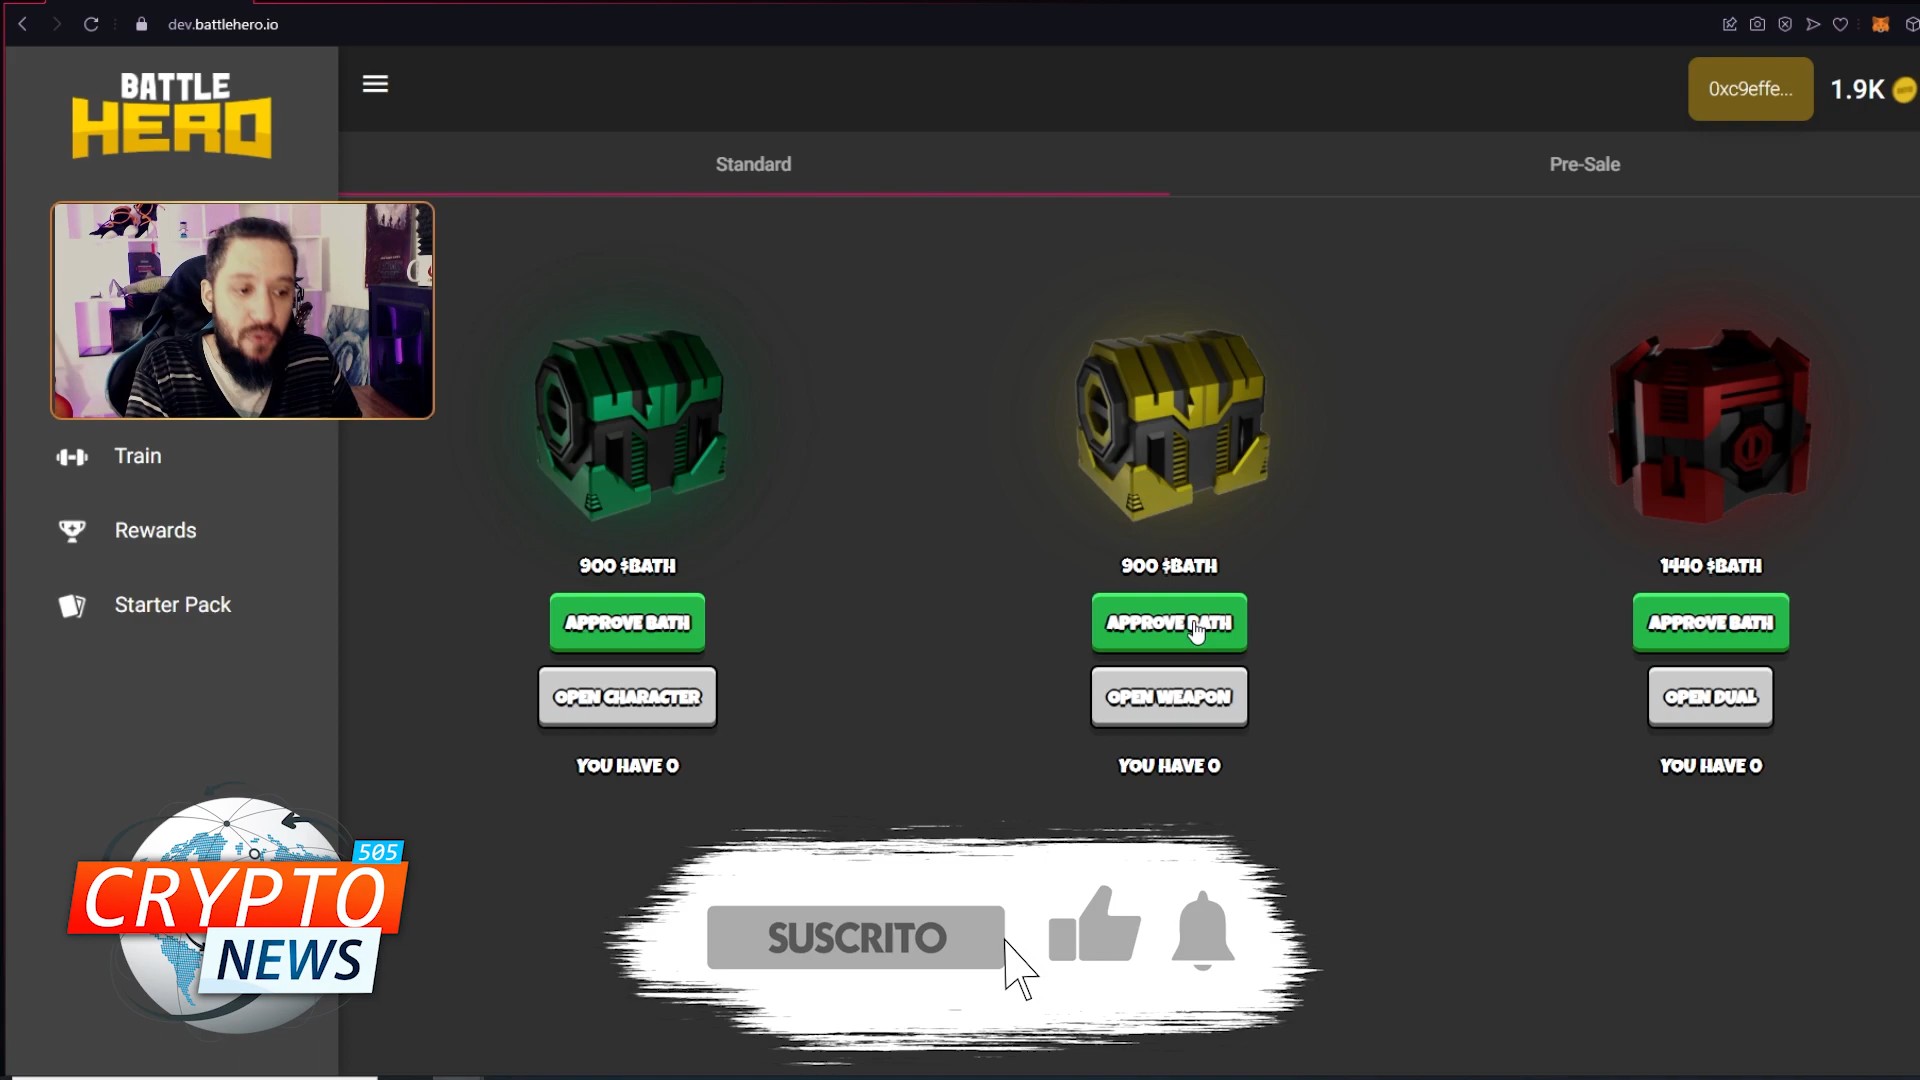 dev.battlehero.io
BATTLE
HERO
0xc9effe...
1.9K
Standard
Pre-Sale
Train
Rewards
Starter Pack
900 $BATH
900 $BATH
1440 $BATH
APPROVE BATH
APPROVE BATH
APPROVE BATH
OPEN CHARACTER
OPEN WEAPON
OPEN DUAL
YOU HAVE 0
YOU HAVE 0
YOU HAVE 0
505
CRYPTO
NEWS
SUSCRITO